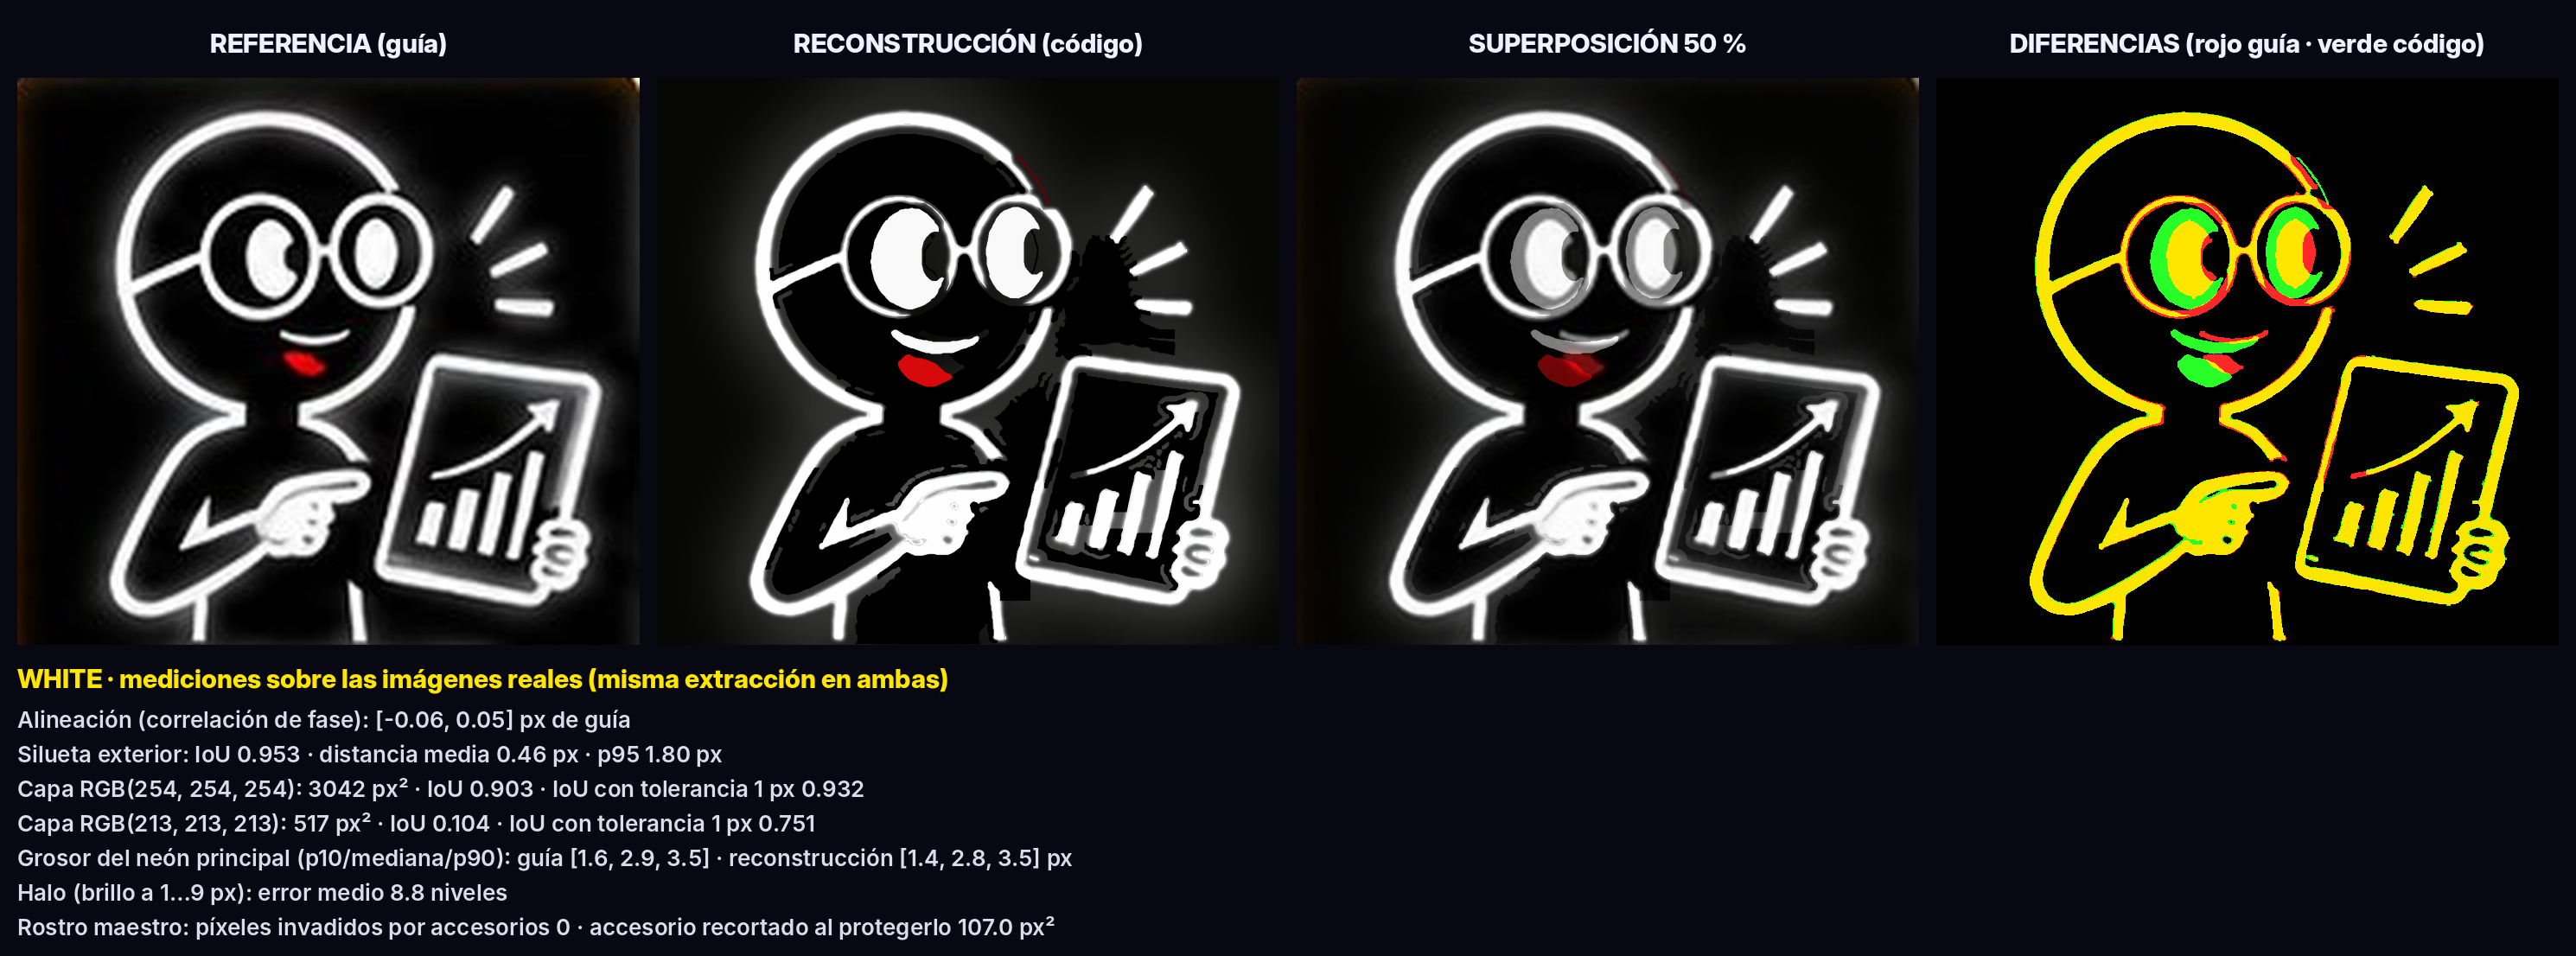 REFERENCIA (guía)
RECONSTRUCCIÓN (código)
SUPERPOSICIÓN 50 %
DIFERENCIAS (rojo guía · verde código)
WHITE · mediciones sobre las imágenes reales (misma extracción en ambas)
Alineación (correlación de fase): [-0.06, 0.05] px de guía
Silueta exterior: IoU 0.953 · distancia media 0.46 px · p95 1.80 px
Capa RGB(254, 254, 254): 3042 px² · IoU 0.903 · IoU con tolerancia 1 px 0.932
Capa RGB(213, 213, 213): 517 px² · IoU 0.104 · IoU con tolerancia 1 px 0.751
Grosor del neón principal (p10/mediana/p90): guía [1.6, 2.9, 3.5] · reconstrucción [1.4, 2.8, 3.5] px
Halo (brillo a 1…9 px): error medio 8.8 niveles
Rostro maestro: píxeles invadidos por accesorios 0 · accesorio recortado al protegerlo 107.0 px²